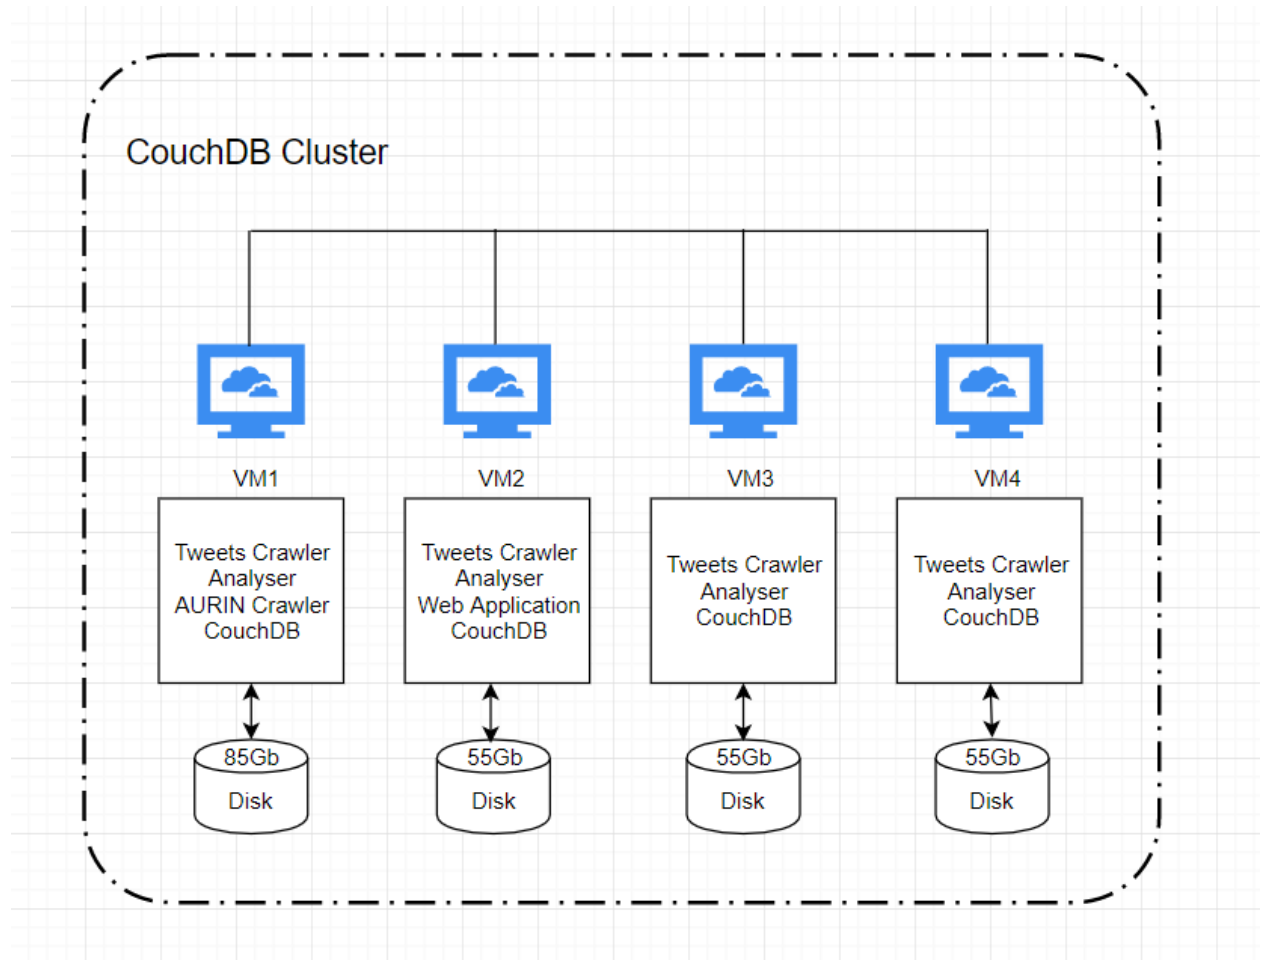 CouchDB Cluster
VM1
VM2
VM3
VM4
Tweets Crawler
Analyser
AURIN Crawler
CouchDB
Tweets Crawler
Analyser
Web Application
CouchDB
Tweets Crawler
Analyser
CouchDB
Tweets Crawler
Analyser
CouchDB
85Gb
Disk
55Gb
Disk
55Gb
Disk
55Gb
Disk